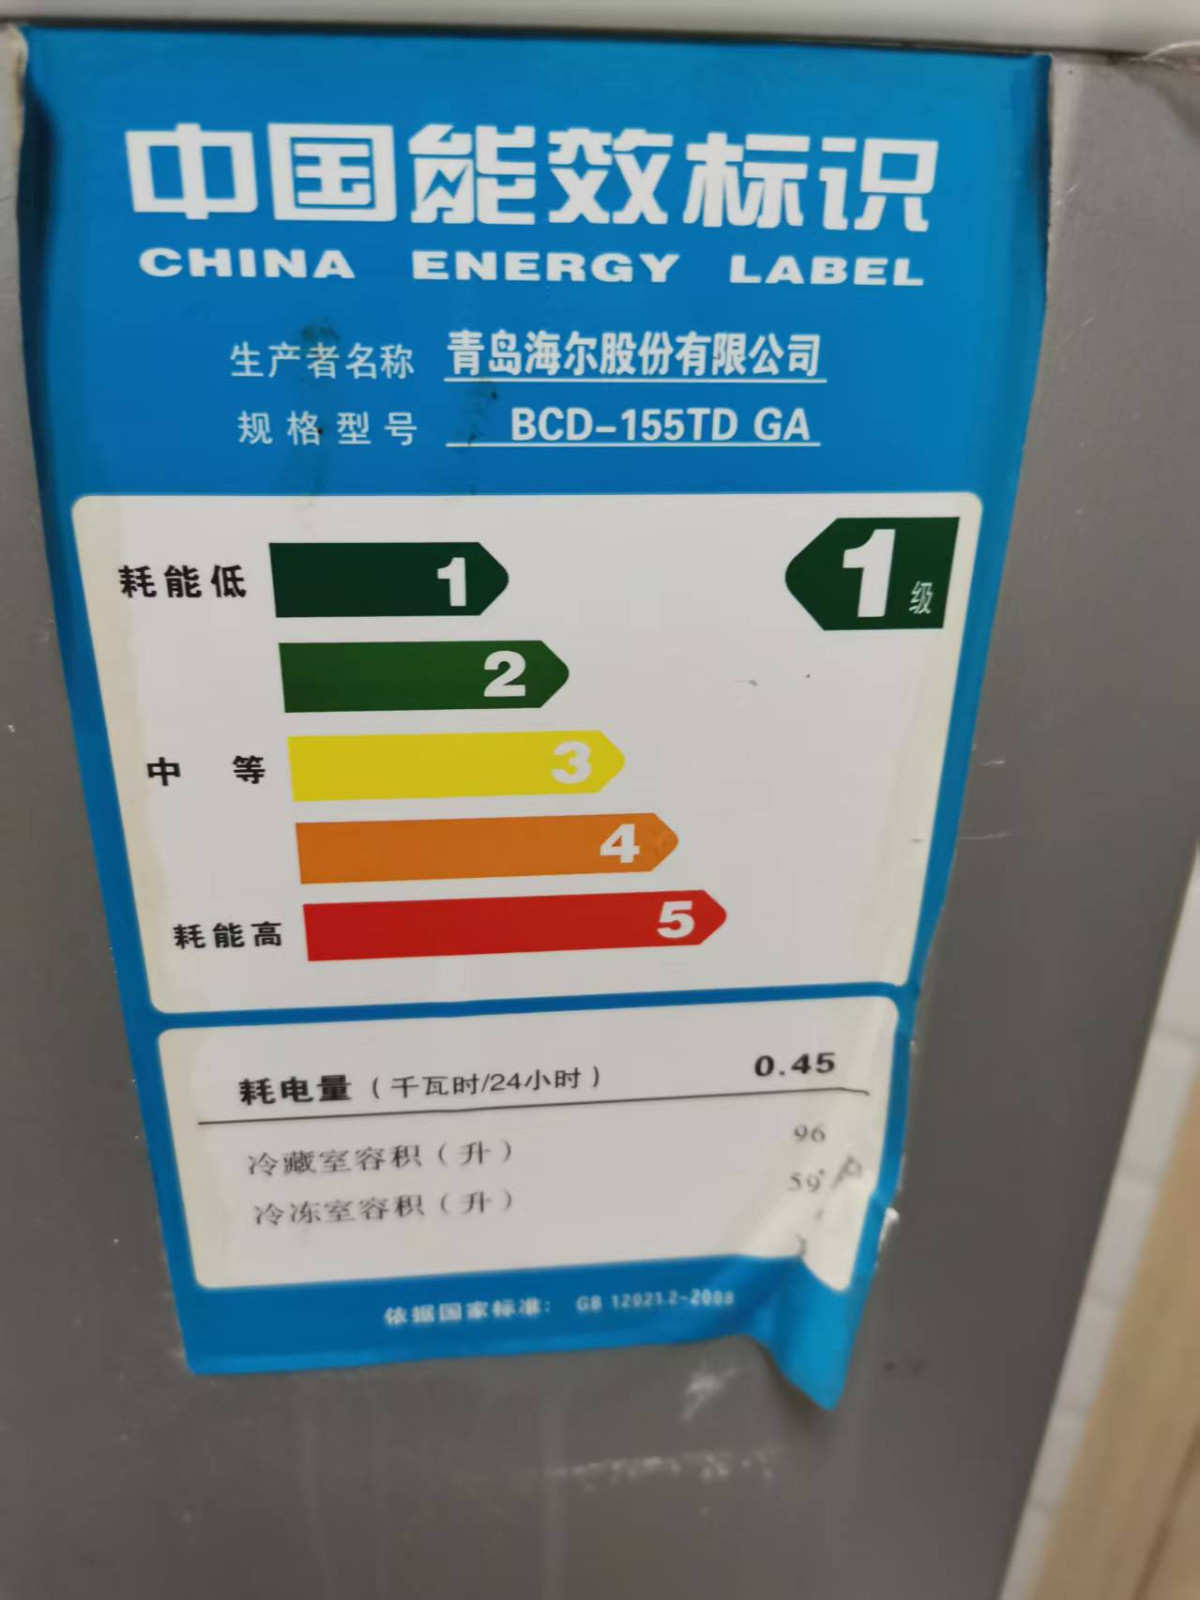 中国能效标识
CHINA ENERGY LABEL
生产者名称 青岛海尔股份有限公司
规格型号 BCD-155TD GA
耗能低 1 1级
2
中等 3
4
耗能高 5
耗电量（千瓦时/24小时） 0.45
冷藏室容积（升） 96
冷冻室容积（升） 59
依据国家标准： GB 12021.2-2008